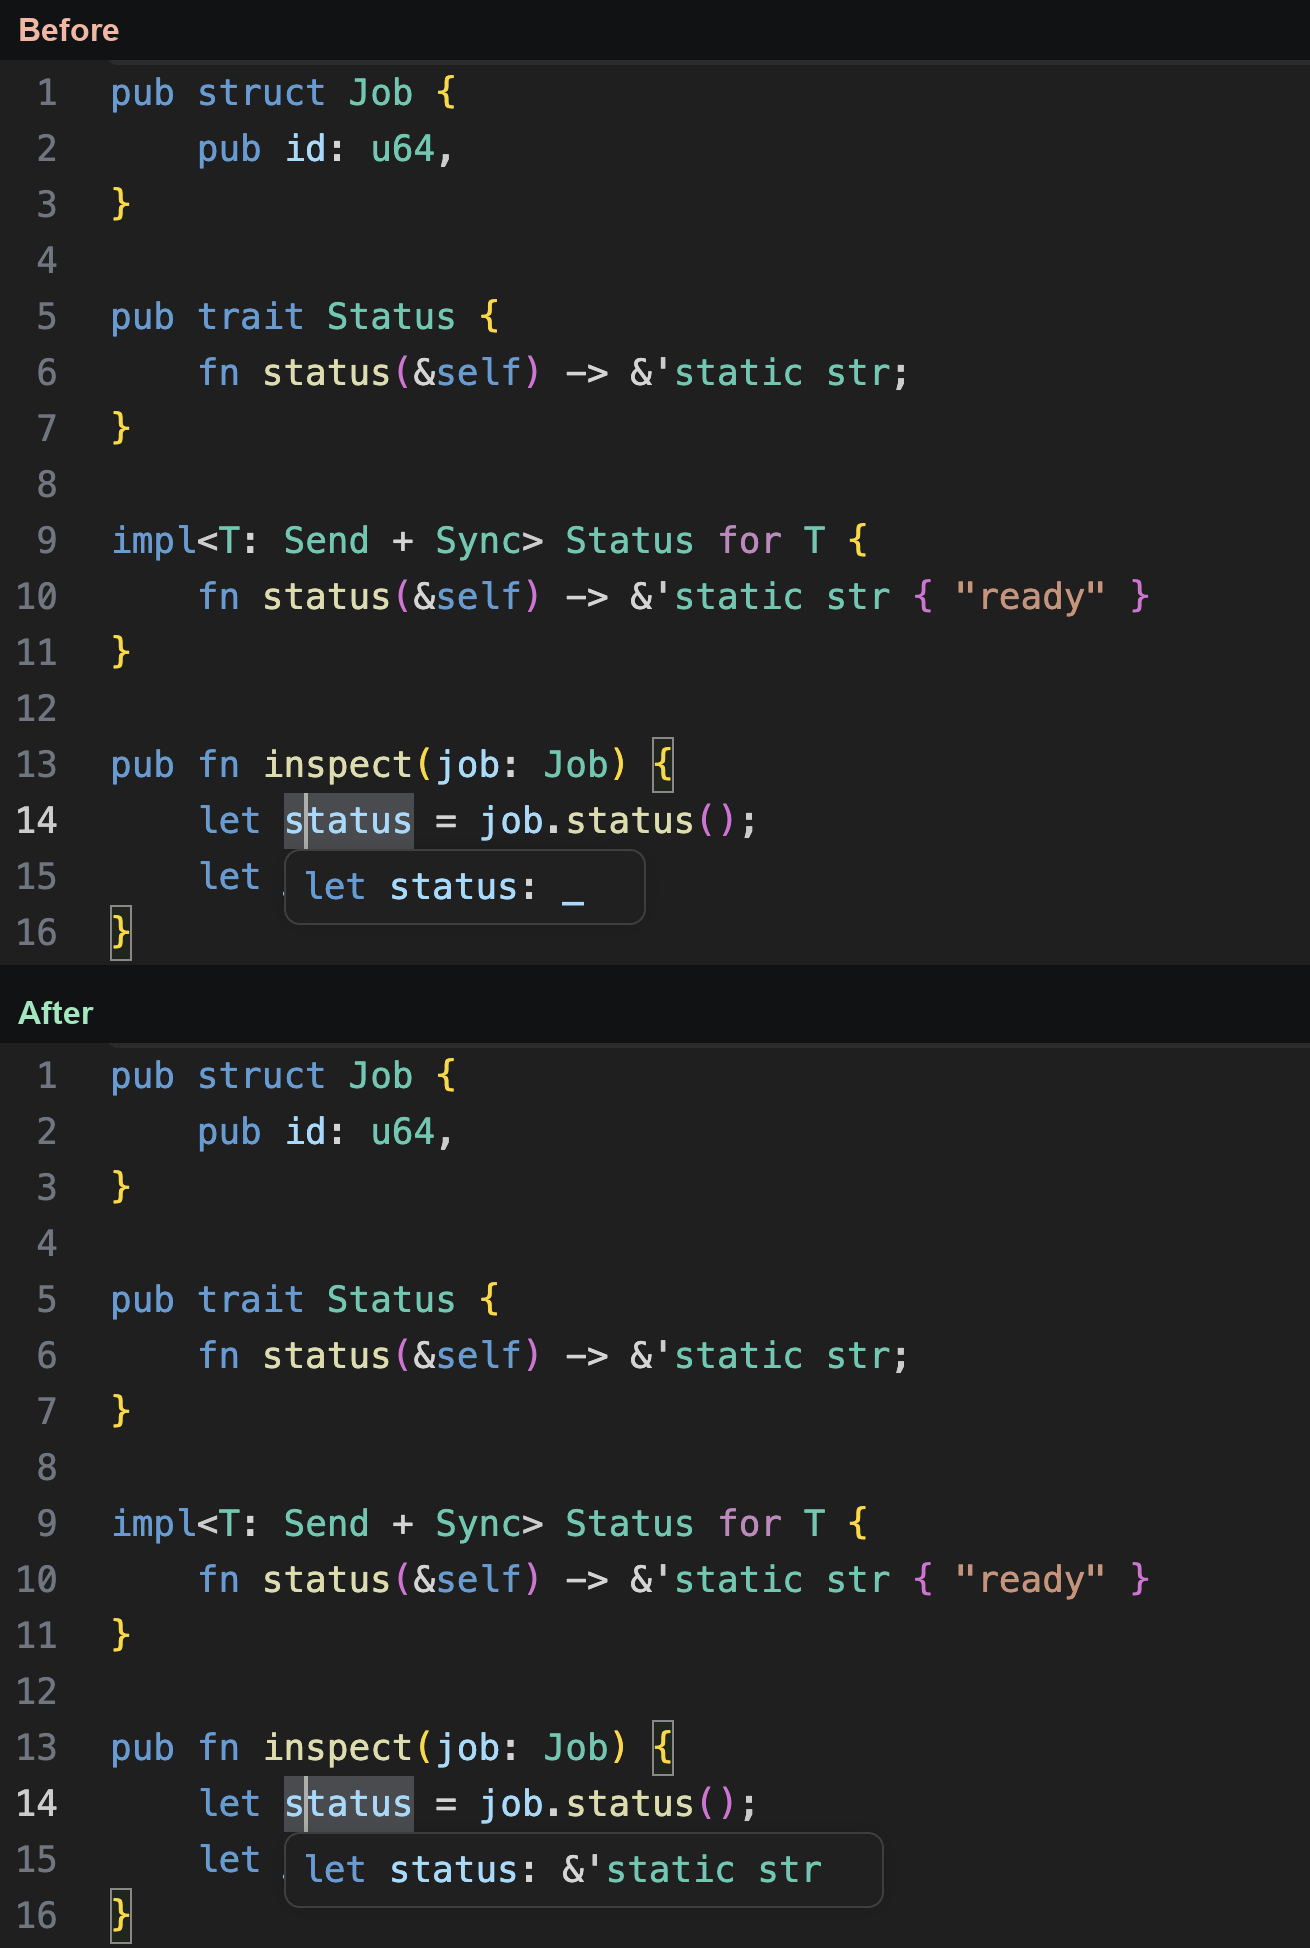 Before
1 pub struct Job {
2     pub id: u64,
3 }
4
5 pub trait Status {
6     fn status(&self) -> &'static str;
7 }
8
9 impl<T: Send + Sync> Status for T {
10     fn status(&self) -> &'static str { "ready" }
11 }
12
13 pub fn inspect(job: Job) {
14     let status = job.status();
15     let
let status: _
16 }
After
1 pub struct Job {
2     pub id: u64,
3 }
4
5 pub trait Status {
6     fn status(&self) -> &'static str;
7 }
8
9 impl<T: Send + Sync> Status for T {
10     fn status(&self) -> &'static str { "ready" }
11 }
12
13 pub fn inspect(job: Job) {
14     let status = job.status();
15     let
let status: &'static str
16 }